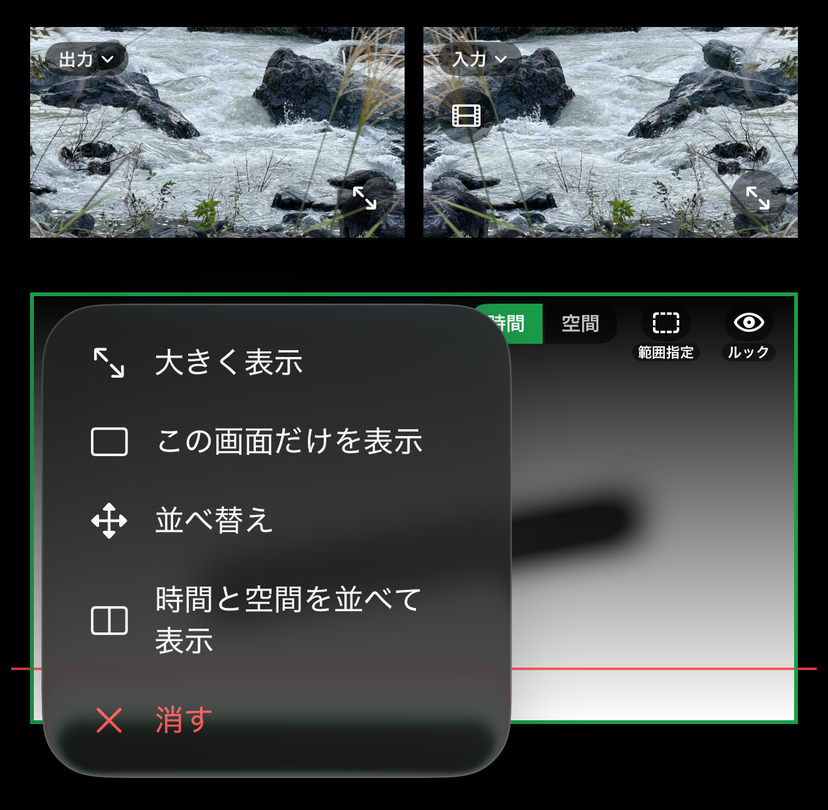 出力
入力
時間
空間
範囲指定
ルック
大きく表示
この画面だけを表示
並べ替え
時間と空間を並べて
表示
消す